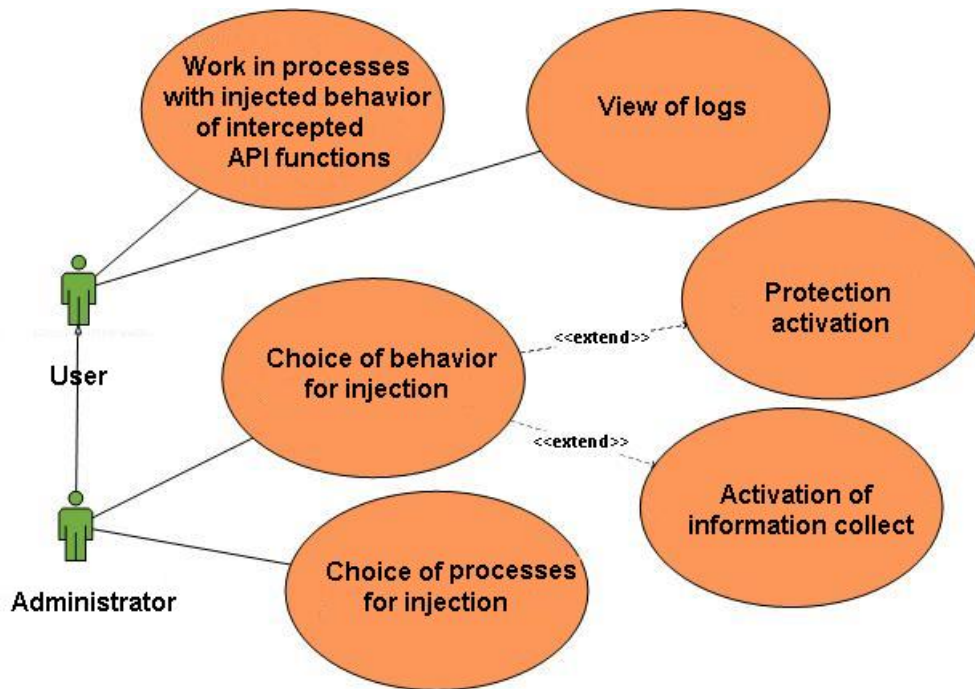 Work in processes
with injected behavior
of intercepted
API functions
View of logs
Protection
activation
<<extend>>
User
Choice of behavior
for injection
<<extend>>
Activation of
information collect
Administrator
Choice of processes
for injection